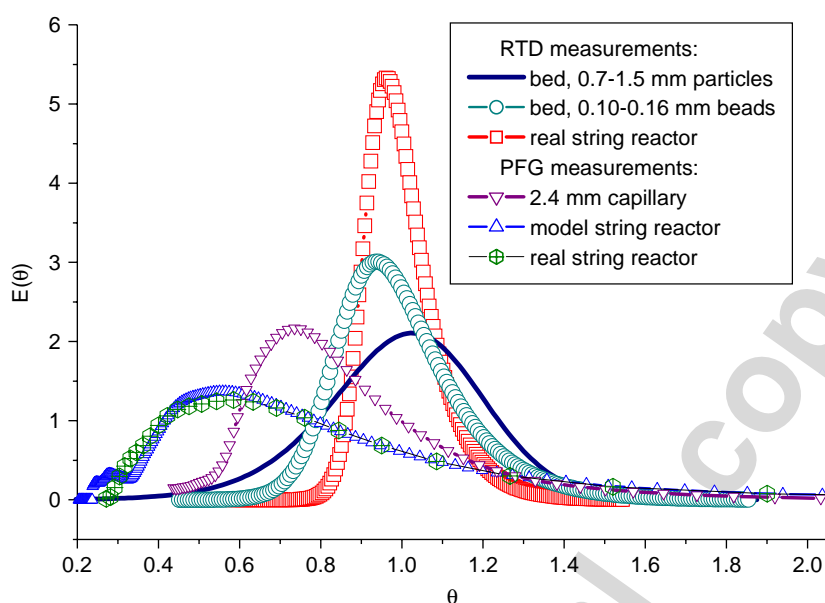 6
5
4
3
2
1
0
E(θ)
RTD measurements:
bed, 0.7-1.5 mm particles
bed, 0.10-0.16 mm beads
real string reactor
PFG measurements:
2.4 mm capillary
model string reactor
real string reactor
0.2 0.4 0.6 0.8 1.0 1.2 1.4 1.6 1.8 2.0
θ
copy